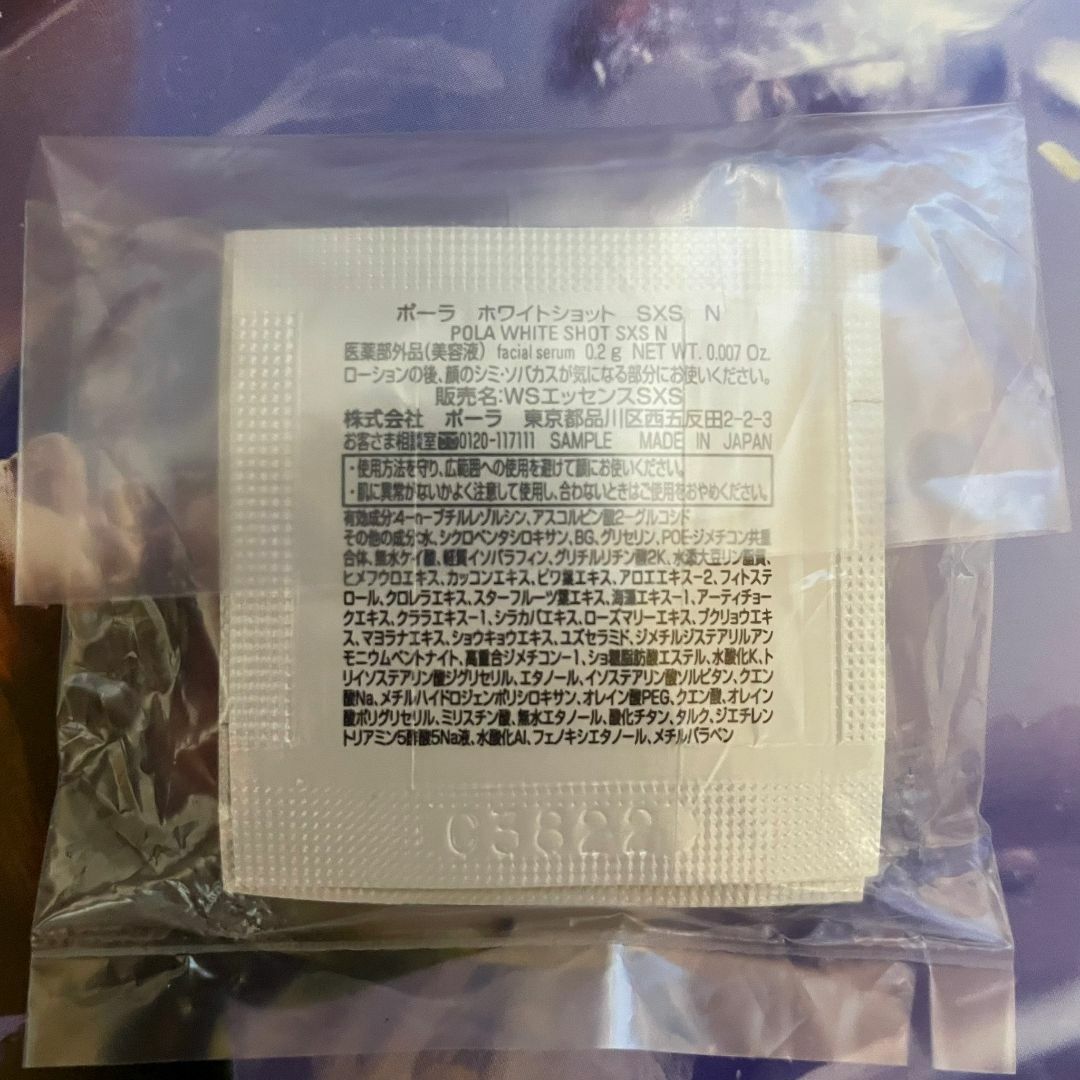 ポーラ ホワイトショット SXS N
POLA WHITE SHOT SXS N
医薬部外品(美容液) facial serum 0.2g NET WT. 0.007 Oz.
ローションの後、顔のシミ・ソバカスが気になる部分にお使いください。
販売名:WSエッセンスSXS
株式会社 ポーラ 東京都品川区西五反田2-2-3
お客さま相談室 0120-117111 SAMPLE MADE IN JAPAN
・使用方法を守り、広範囲への使用を避けて顔にお使いください。
・肌に異常がないかよく注意して使用し、合わないときはご使用をおやめください。
有効成分:4-n-ブチルレゾルシン、アスコルビン酸2-グルコシド
その他の成分:水、シクロペンタシロキサン、BG、グリセリン、POE-ジメチコン共重
合体、無水ケイ酸、軽質イソパラフィン、グリチルリチン酸2K、水添大豆リン脂質、
ヒメフウロエキス、カッコンエキス、ビワ葉エキス、アロエエキス-2、フィトステ
ロール、クロレラエキス、スターフルーツ葉エキス、海藻エキス-1、アーティチョー
クエキス、クララエキス-1、シラカバエキス、ローズマリーエキス、ブクリョウエキ
ス、マヨラナエキス、ショウキョウエキス、ユズセラミド、ジメチルジステアリルアン
モニウムベントナイト、高重合ジメチコン-1、ショ糖脂肪酸エステル、水酸化K、ト
リイソステアリン酸ジグリセリル、エタノール、イソステアリン酸ソルビタン、クエン
酸Na、メチルハイドロジェンポリシロキサン、オレイン酸PEG、クエン酸、オレイン
酸ポリグリセリル、ミリスチン酸、無水エタノール、酸化チタン、タルク、ジエチレン
トリアミン5酢酸5Na液、水酸化Al、フェノキシエタノール、メチルパラベン
C3622